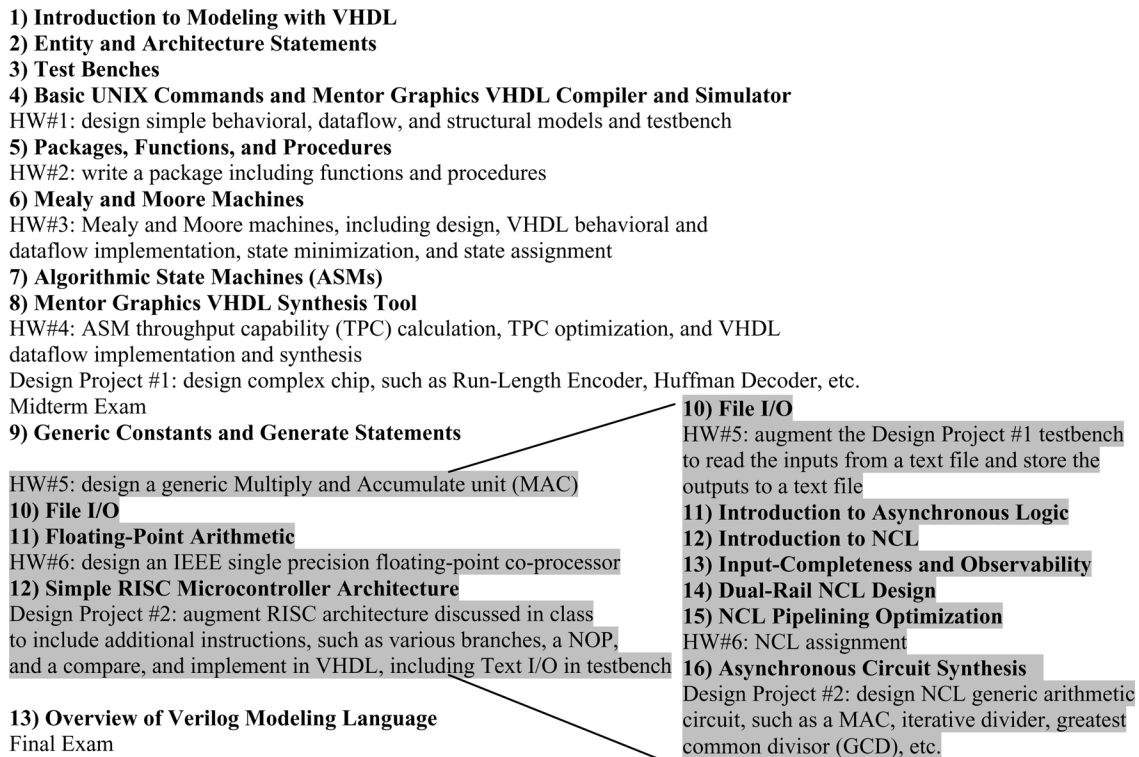 1) Introduction to Modeling with VHDL
2) Entity and Architecture Statements
3) Test Benches
4) Basic UNIX Commands and Mentor Graphics VHDL Compiler and Simulator
HW#1: design simple behavioral, dataflow, and structural models and testbench
5) Packages, Functions, and Procedures
HW#2: write a package including functions and procedures
6) Mealy and Moore Machines
HW#3: Mealy and Moore machines, including design, VHDL behavioral and
dataflow implementation, state minimization, and state assignment
7) Algorithmic State Machines (ASMs)
8) Mentor Graphics VHDL Synthesis Tool
HW#4: ASM throughput capability (TPC) calculation, TPC optimization, and VHDL
dataflow implementation and synthesis
Design Project #1: design complex chip, such as Run-Length Encoder, Huffman Decoder, etc.
Midterm Exam
9) Generic Constants and Generate Statements
HW#5: design a generic Multiply and Accumulate unit (MAC)
10) File I/O
11) Floating-Point Arithmetic
HW#6: design an IEEE single precision floating-point co-processor
12) Simple RISC Microcontroller Architecture
Design Project #2: augment RISC architecture discussed in class
to include additional instructions, such as various branches, a NOP,
and a compare, and implement in VHDL, including Text I/O in testbench
13) Overview of Verilog Modeling Language
Final Exam
10) File I/O
HW#5: augment the Design Project #1 testbench
to read the inputs from a text file and store the
outputs to a text file
11) Introduction to Asynchronous Logic
12) Introduction to NCL
13) Input-Completeness and Observability
14) Dual-Rail NCL Design
15) NCL Pipelining Optimization
HW#6: NCL assignment
16) Asynchronous Circuit Synthesis
Design Project #2: design NCL generic arithmetic
circuit, such as a MAC, iterative divider, greatest
common divisor (GCD), etc.